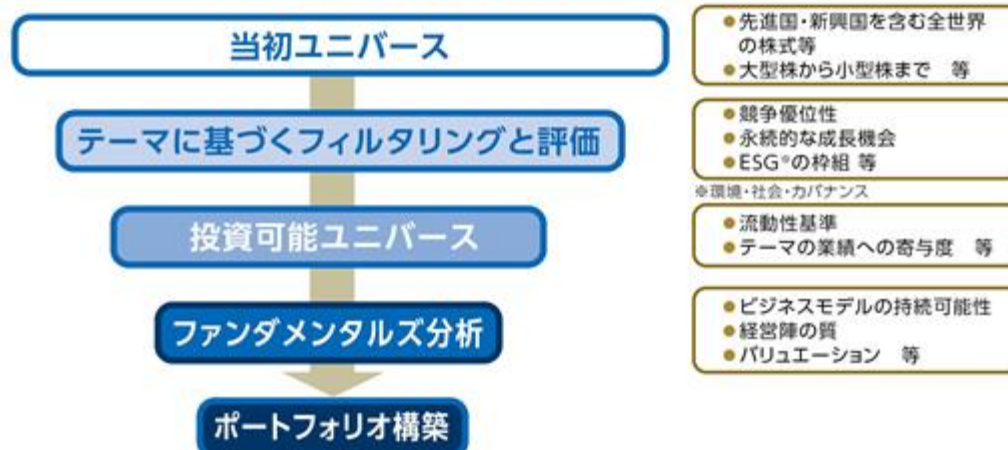 当初ユニバース
●先進国・新興国を含む全世界
の株式等
●大型株から小型株まで　等
テーマに基づくフィルタリングと評価
●競争優位性
●永続的な成長機会
●ESG※の枠組 等
※環境・社会・カバナンス
投資可能ユニバース
●流動性基準
●テーマの業績への寄与度　等
ファンダメンタルズ分析
●ビジネスモデルの持続可能性
●経営陣の質
●バリュエーション　等
ポートフォリオ構築